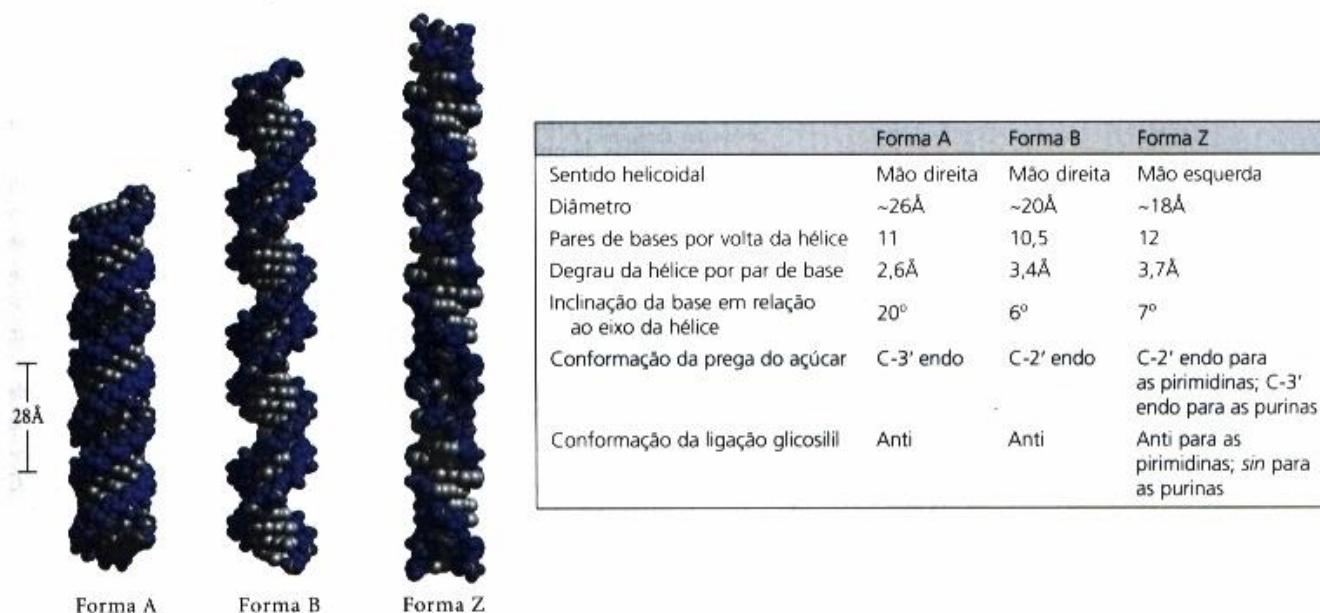 28Å
Forma A Forma B Forma Z
Forma A Forma B Forma Z
Sentido helicoidal Mão direita Mão direita Mão esquerda
Diâmetro ~26Å ~20Å ~18Å
Pares de bases por volta da hélice 11 10,5 12
Degrau da hélice por par de base 2,6Å 3,4Å 3,7Å
Inclinação da base em relação
ao eixo da hélice 20º 6º 7º
Conformação da prega do açúcar C-3' endo C-2' endo C-2' endo para
as pirimidinas; C-3'
endo para as purinas
Conformação da ligação glicosilil Anti Anti Anti para as
pirimidinas; sin para
as purinas